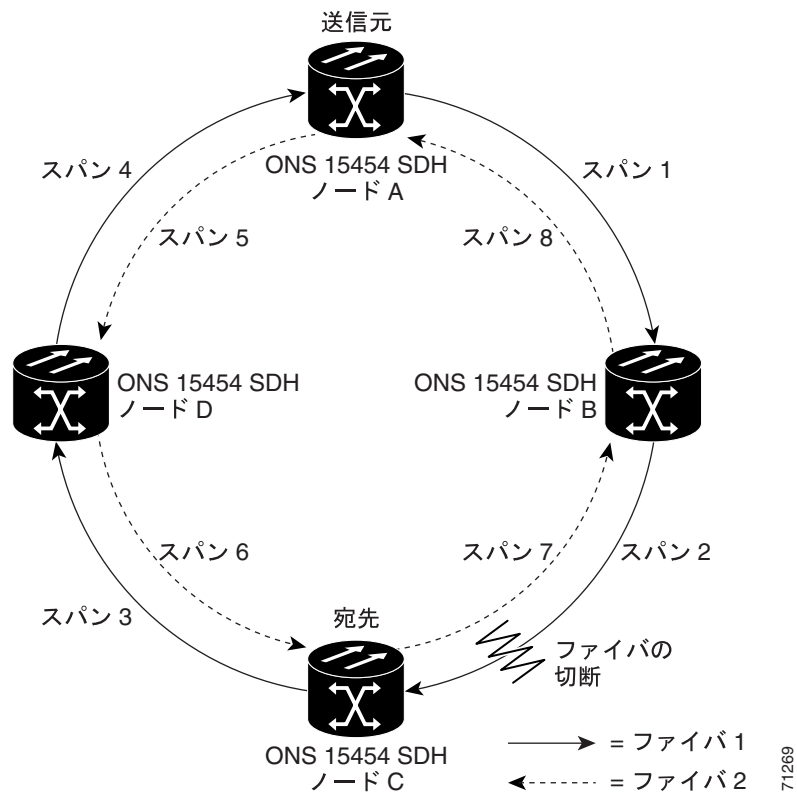 送信元
ONS 15454 SDH
ノード A
スパン 4
スパン 1
スパン 5
スパン 8
ONS 15454 SDH
ノード D
ONS 15454 SDH
ノード B
スパン 6
スパン 7
スパン 2
スパン 3
宛先
ファイバの
切断
ONS 15454 SDH
ノード C
= ファイバ 1
= ファイバ 2
71269